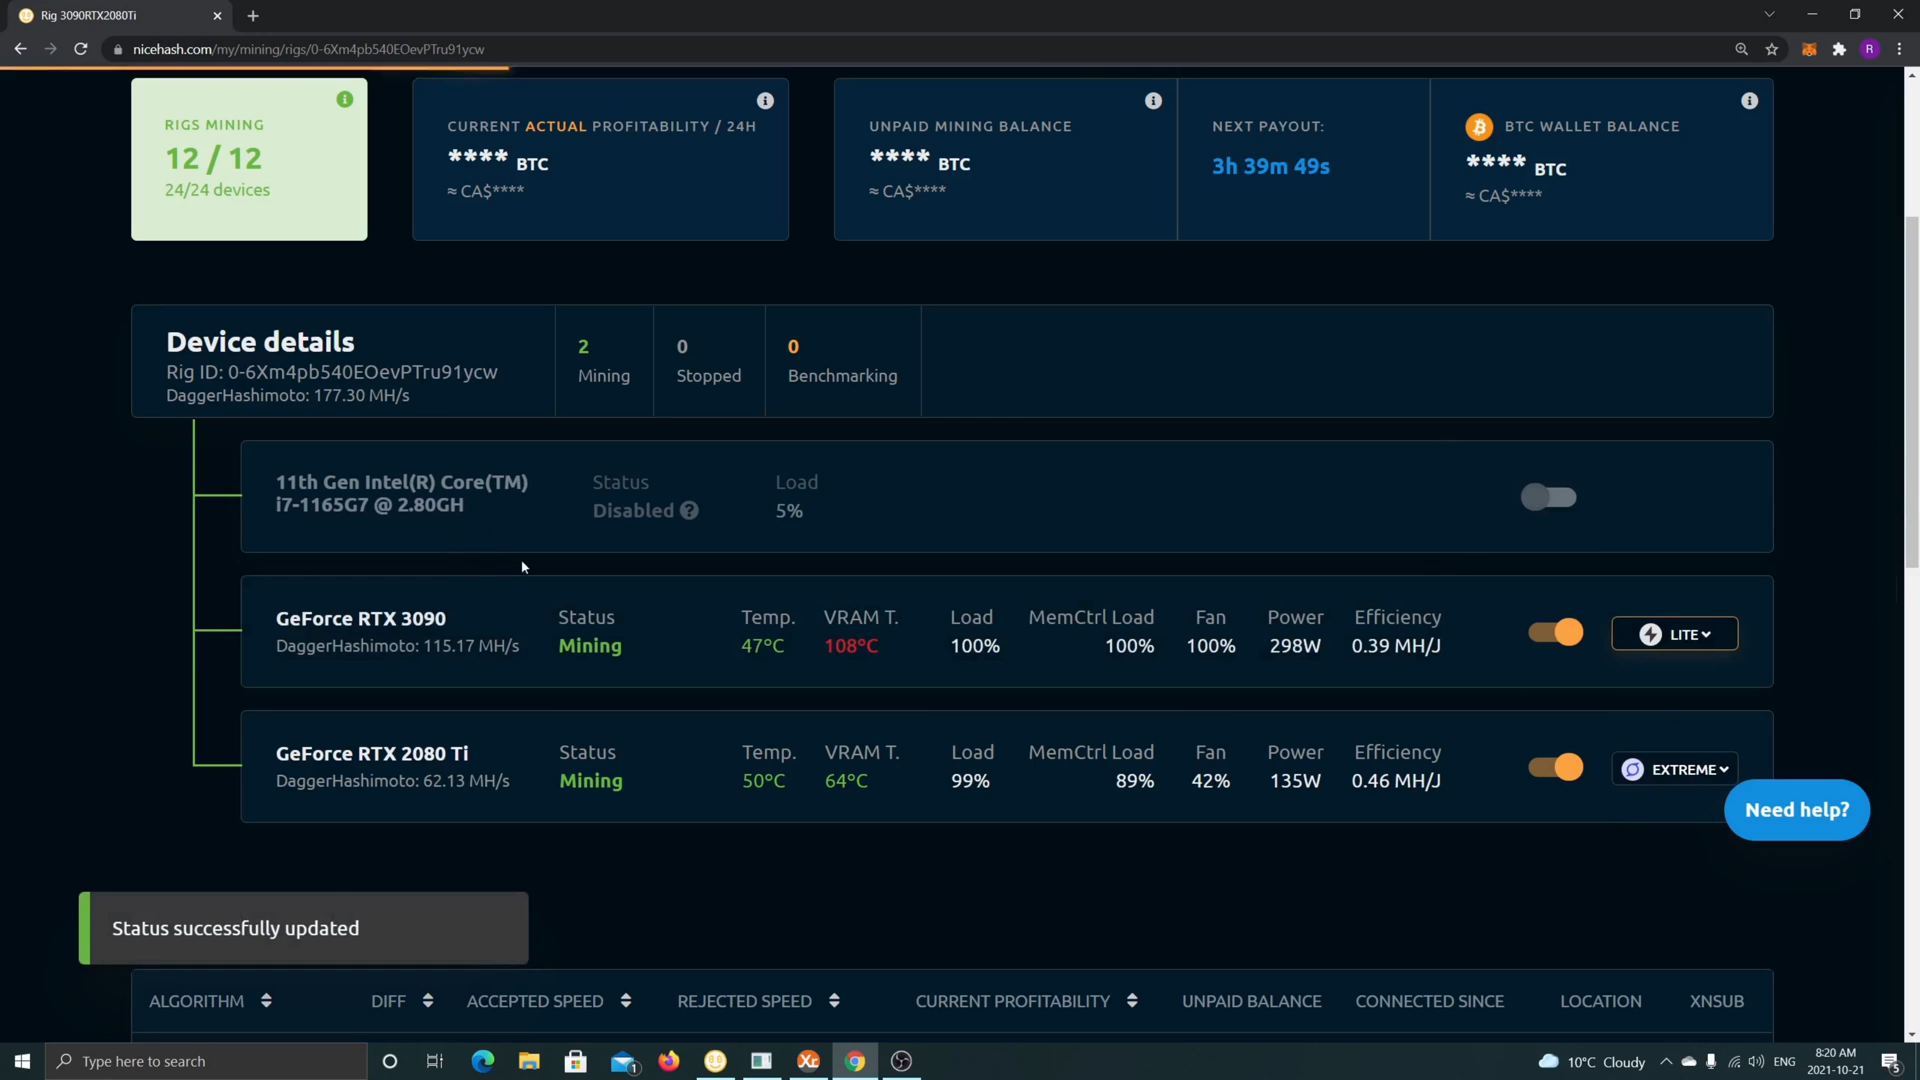 Rig 3090RTX2080Ti
nicehash.com/my/mining/rigs/0-6Xm4pb540EOevPTru91ycw
R
RIGS MINING
12 / 12
24/24 devices
CURRENT ACTUAL PROFITABILITY / 24H
**** BTC
≈ CA$****
UNPAID MINING BALANCE
**** BTC
≈ CA$****
NEXT PAYOUT:
3h 39m 49s
BTC WALLET BALANCE
**** BTC
≈ CA$****
Device details
Rig ID: 0-6Xm4pb540EOevPTru91ycw
DaggerHashimoto: 177.30 MH/s
2
Mining
0
Stopped
0
Benchmarking
11th Gen Intel(R) Core(TM)
i7-1165G7 @ 2.80GH
Status
Disabled
Load
5%
GeForce RTX 3090
DaggerHashimoto: 115.17 MH/s
Status Temp. VRAM T. Load MemCtrl Load Fan Power Efficiency
Mining 47°C 108°C 100% 100% 100% 298W 0.39 MH/J
LITE
GeForce RTX 2080 Ti
DaggerHashimoto: 62.13 MH/s
Status Temp. VRAM T. Load MemCtrl Load Fan Power Efficiency
Mining 50°C 64°C 99% 89% 42% 135W 0.46 MH/J
EXTREME
Need help?
Status successfully updated
ALGORITHM DIFF ACCEPTED SPEED REJECTED SPEED CURRENT PROFITABILITY UNPAID BALANCE CONNECTED SINCE LOCATION XNSUB
Type here to search
1
Xr
10°C Cloudy
ENG
8:20 AM
2021-10-21
5